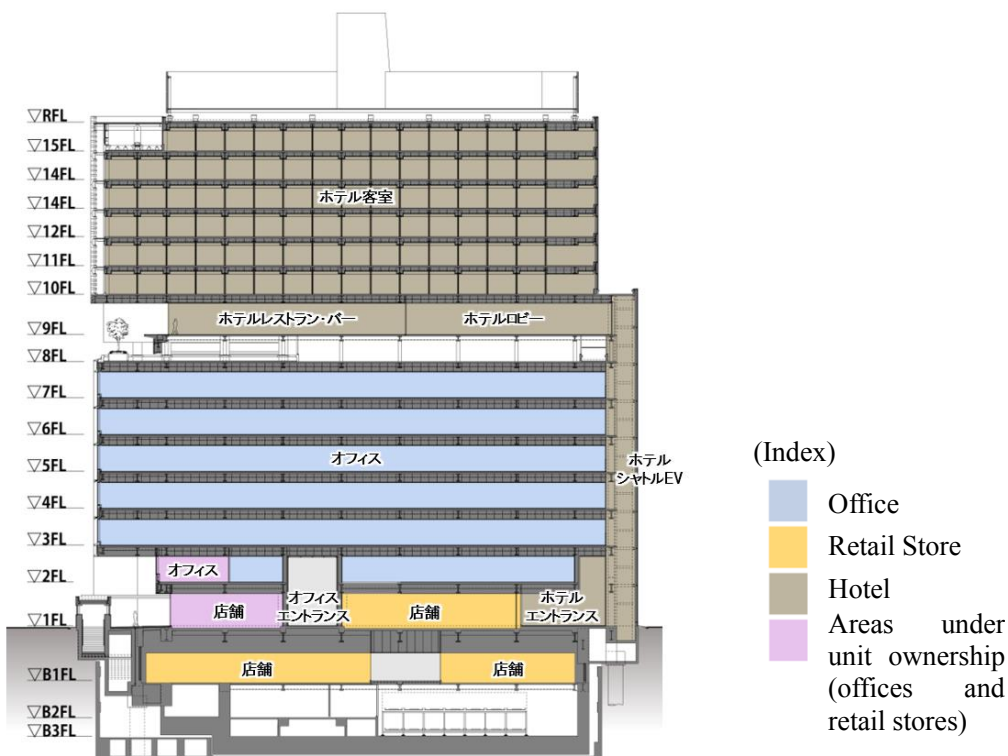 ▽RFL
▽15FL
▽14FL
▽14FL
▽12FL
▽11FL
▽10FL
▽9FL
▽8FL
▽7FL
▽6FL
▽5FL
▽4FL
▽3FL
▽2FL
▽1FL
▽B1FL
▽B2FL
▽B3FL
ホテル客室
ホテルレストラン・バー
ホテルロビー
オフィス
ホテル
シャトルEV
オフィス
店舗
オフィス
エントランス
店舗
ホテル
エントランス
店舗
店舗
(Index)
Office
Retail Store
Hotel
Areas under
unit ownership
(offices and
retail stores)